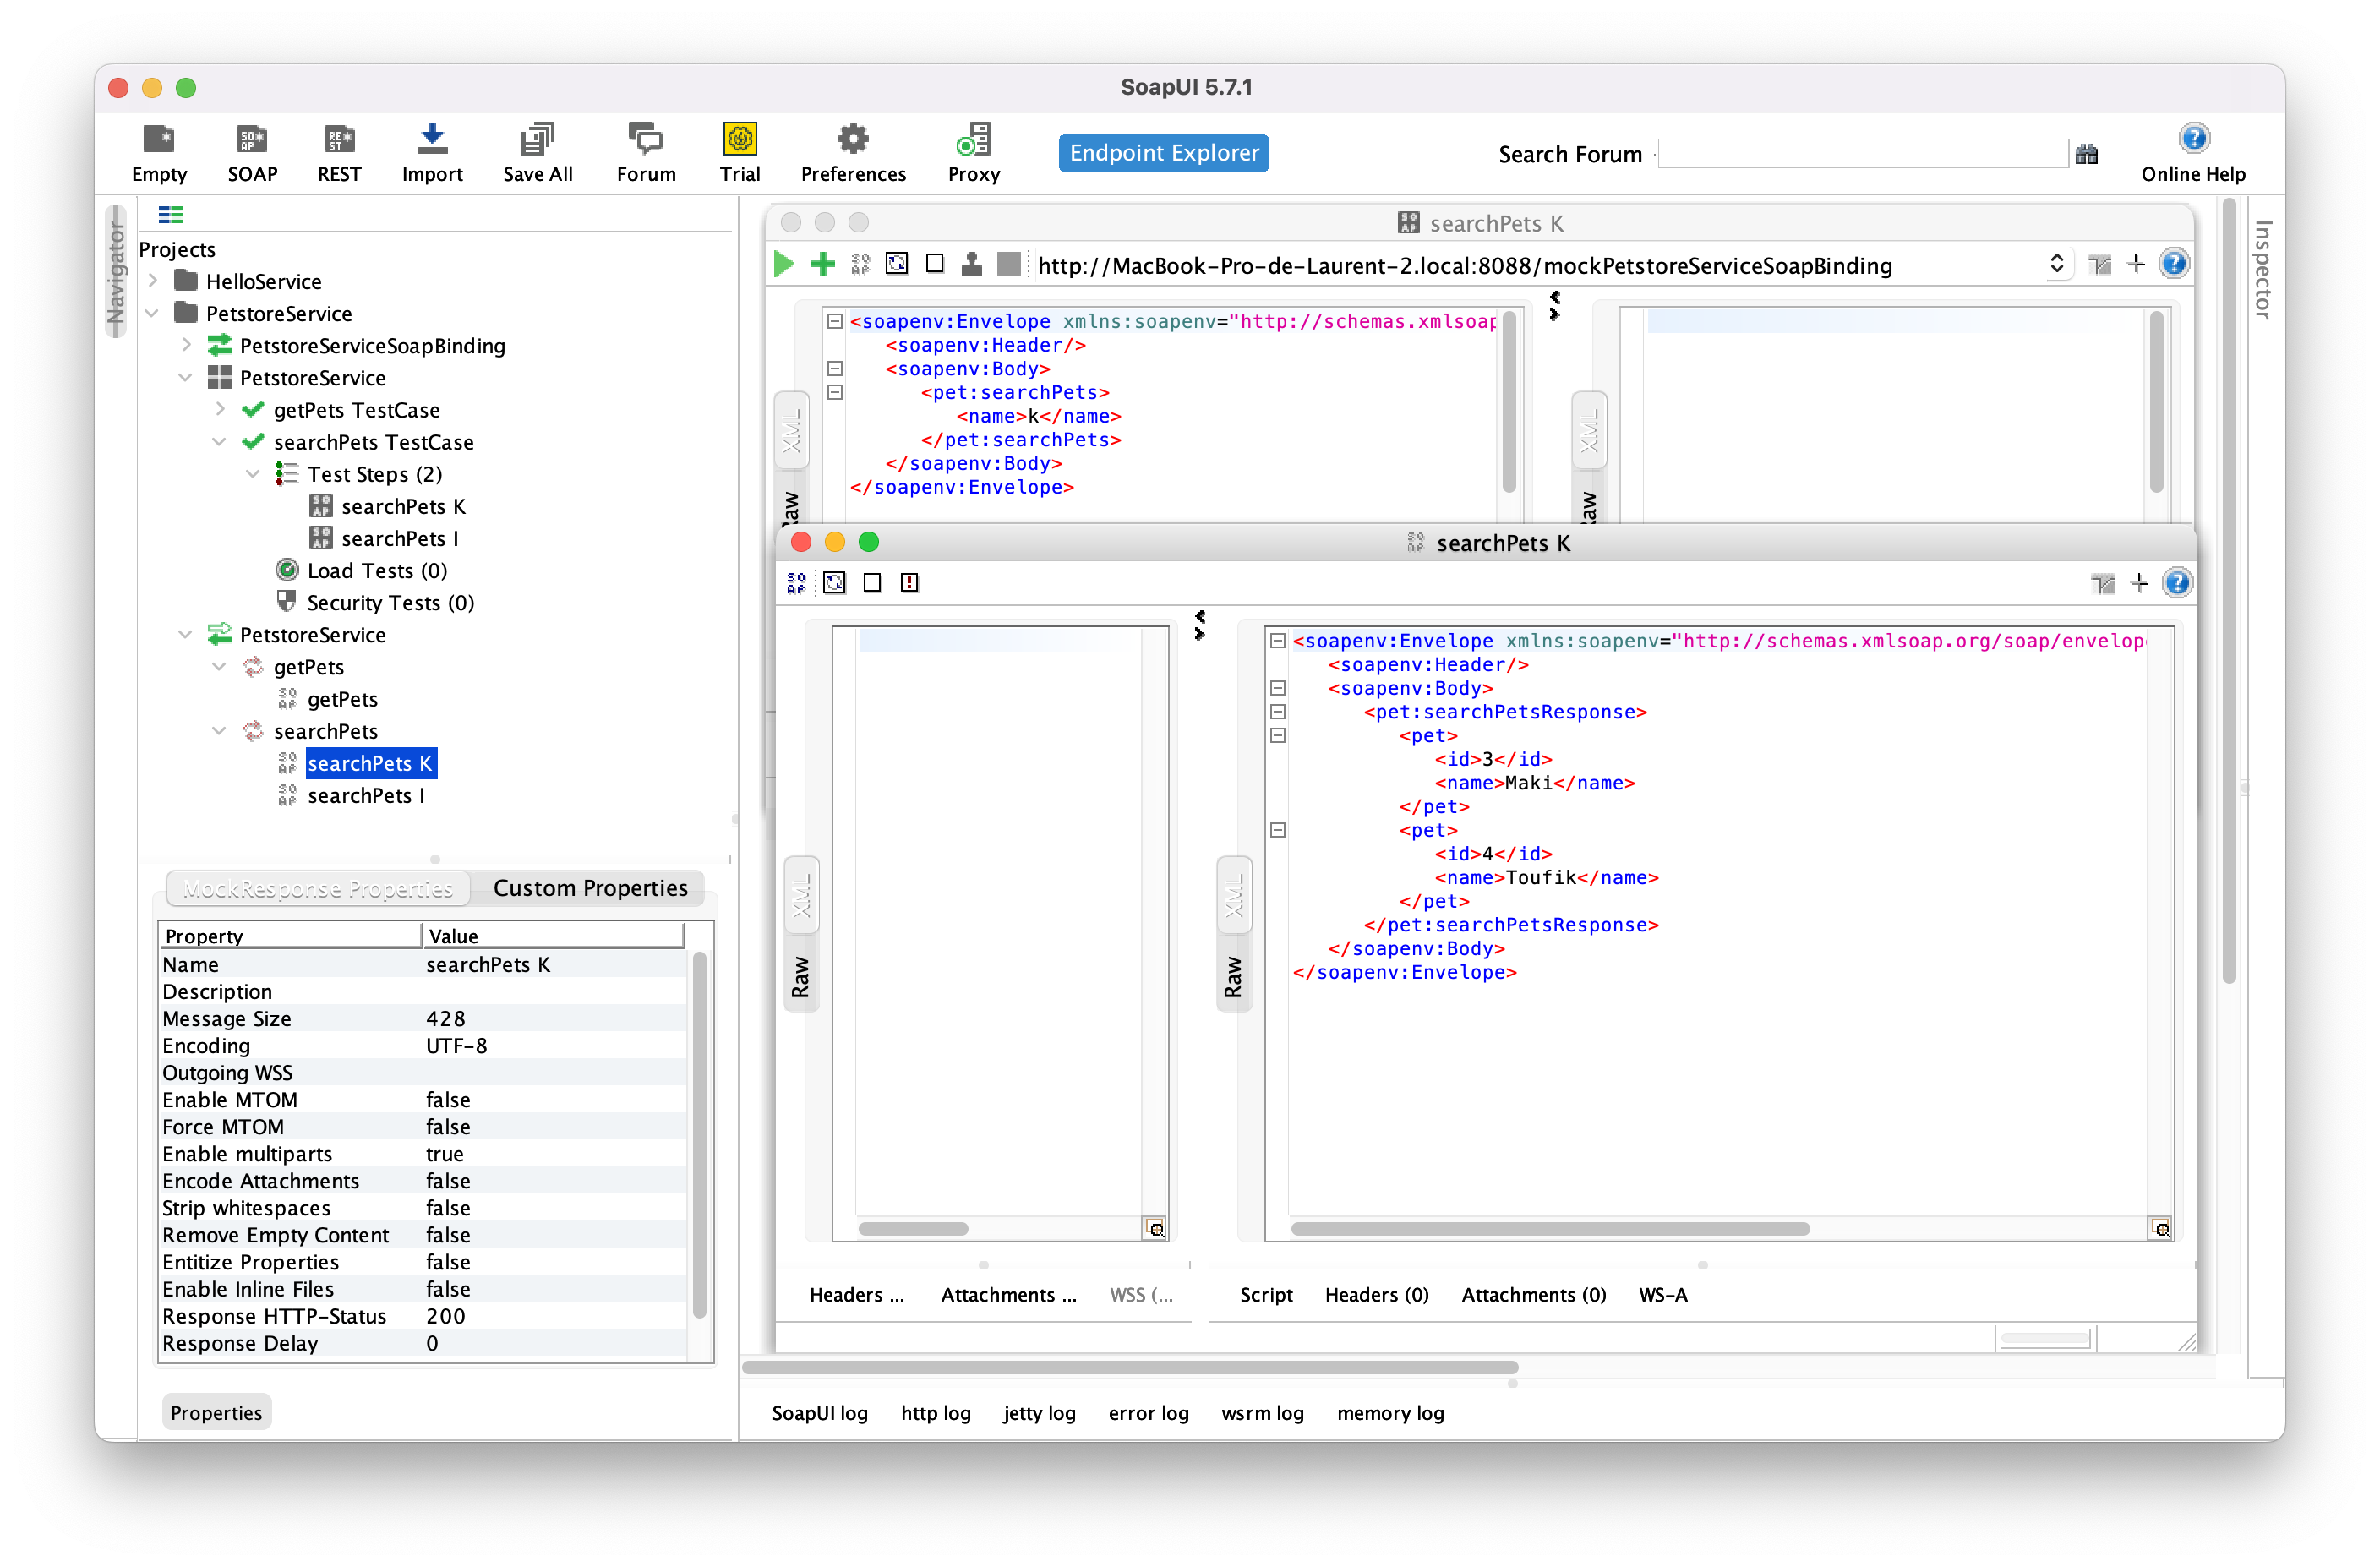 SoapUI 5.7.1
Empty
SOAP
REST
Import
Save All
Forum
Trial
Preferences
Proxy
Endpoint Explorer
Search Forum
Online Help
Navigator
Projects
HelloService
PetstoreService
PetstoreServiceSoapBinding
PetstoreService
getPets TestCase
searchPets TestCase
Test Steps (2)
searchPets K
searchPets I
Load Tests (0)
Security Tests (0)
PetstoreService
getPets
getPets
searchPets
searchPets K
searchPets I
MockResponse Properties
Custom Properties
Property Value
Name searchPets K
Description
Message Size 428
Encoding UTF-8
Outgoing WSS
Enable MTOM false
Force MTOM false
Enable multiparts true
Encode Attachments false
Strip whitespaces false
Remove Empty Content false
Entitize Properties false
Enable Inline Files false
Response HTTP-Status 200
Response Delay 0
Properties
searchPets K
http://MacBook-Pro-de-Laurent-2.local:8088/mockPetstoreServiceSoapBinding
XML
Raw
<soapenv:Envelope xmlns:soapenv="http://schemas.xmlsoap
<soapenv:Header/>
<soapenv:Body>
<pet:searchPets>
<name>k</name>
</pet:searchPets>
</soapenv:Body>
</soapenv:Envelope>
XML
Raw
searchPets K
XML
Raw
XML
Raw
<soapenv:Envelope xmlns:soapenv="http://schemas.xmlsoap.org/soap/envelop
<soapenv:Header/>
<soapenv:Body>
<pet:searchPetsResponse>
<pet>
<id>3</id>
<name>Maki</name>
</pet>
<pet>
<id>4</id>
<name>Toufik</name>
</pet>
</pet:searchPetsResponse>
</soapenv:Body>
</soapenv:Envelope>
Headers ...
Attachments ...
WSS (...
Script
Headers (0)
Attachments (0)
WS-A
SoapUI log
http log
jetty log
error log
wsrm log
memory log
Inspector